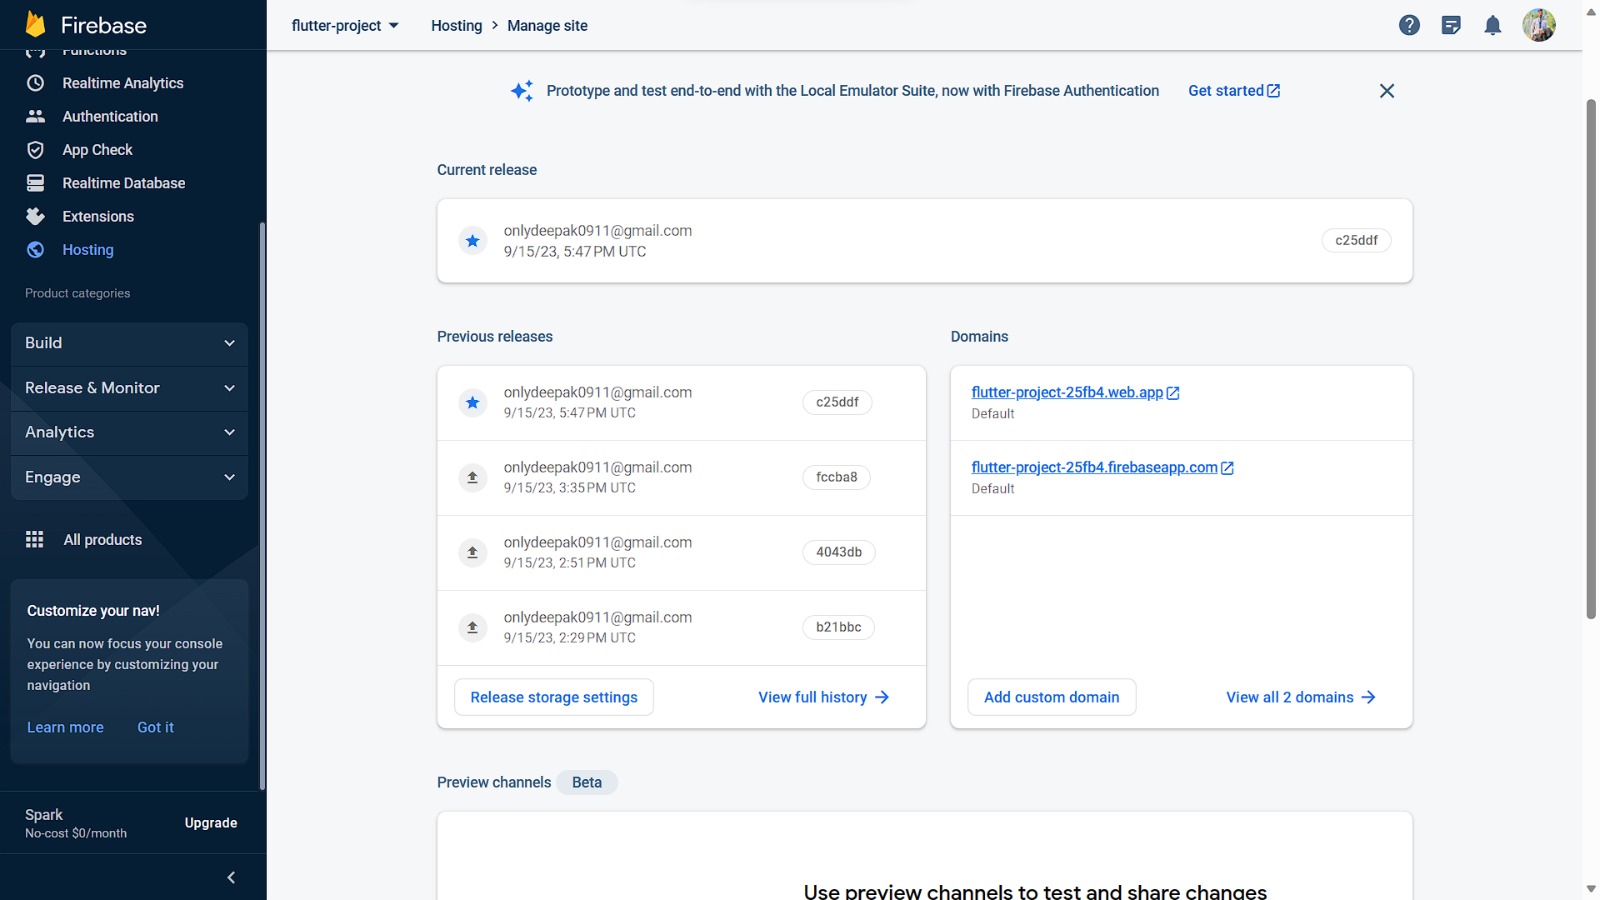 Firebase
Functions
Realtime Analytics
Authentication
App Check
Realtime Database
Extensions
Hosting
Product categories
Build
Release & Monitor
Analytics
Engage
All products
Customize your nav!
You can now focus your console
experience by customizing your
navigation
Learn more Got it
Spark
No-cost $0/month
Upgrade
flutter-project Hosting > Manage site
Prototype and test end-to-end with the Local Emulator Suite, now with Firebase Authentication Get started
Current release
onlydeepak0911@gmail.com
9/15/23, 5:47 PM UTC
c25ddf
Previous releases
onlydeepak0911@gmail.com
9/15/23, 5:47 PM UTC
c25ddf
onlydeepak0911@gmail.com
9/15/23, 3:35 PM UTC
fccba8
onlydeepak0911@gmail.com
9/15/23, 2:51 PM UTC
4043db
onlydeepak0911@gmail.com
9/15/23, 2:29 PM UTC
b21bbc
Release storage settings View full history
Domains
flutter-project-25fb4.web.app
Default
flutter-project-25fb4.firebaseapp.com
Default
Add custom domain View all 2 domains
Preview channels Beta
Use preview channels to test and share changes